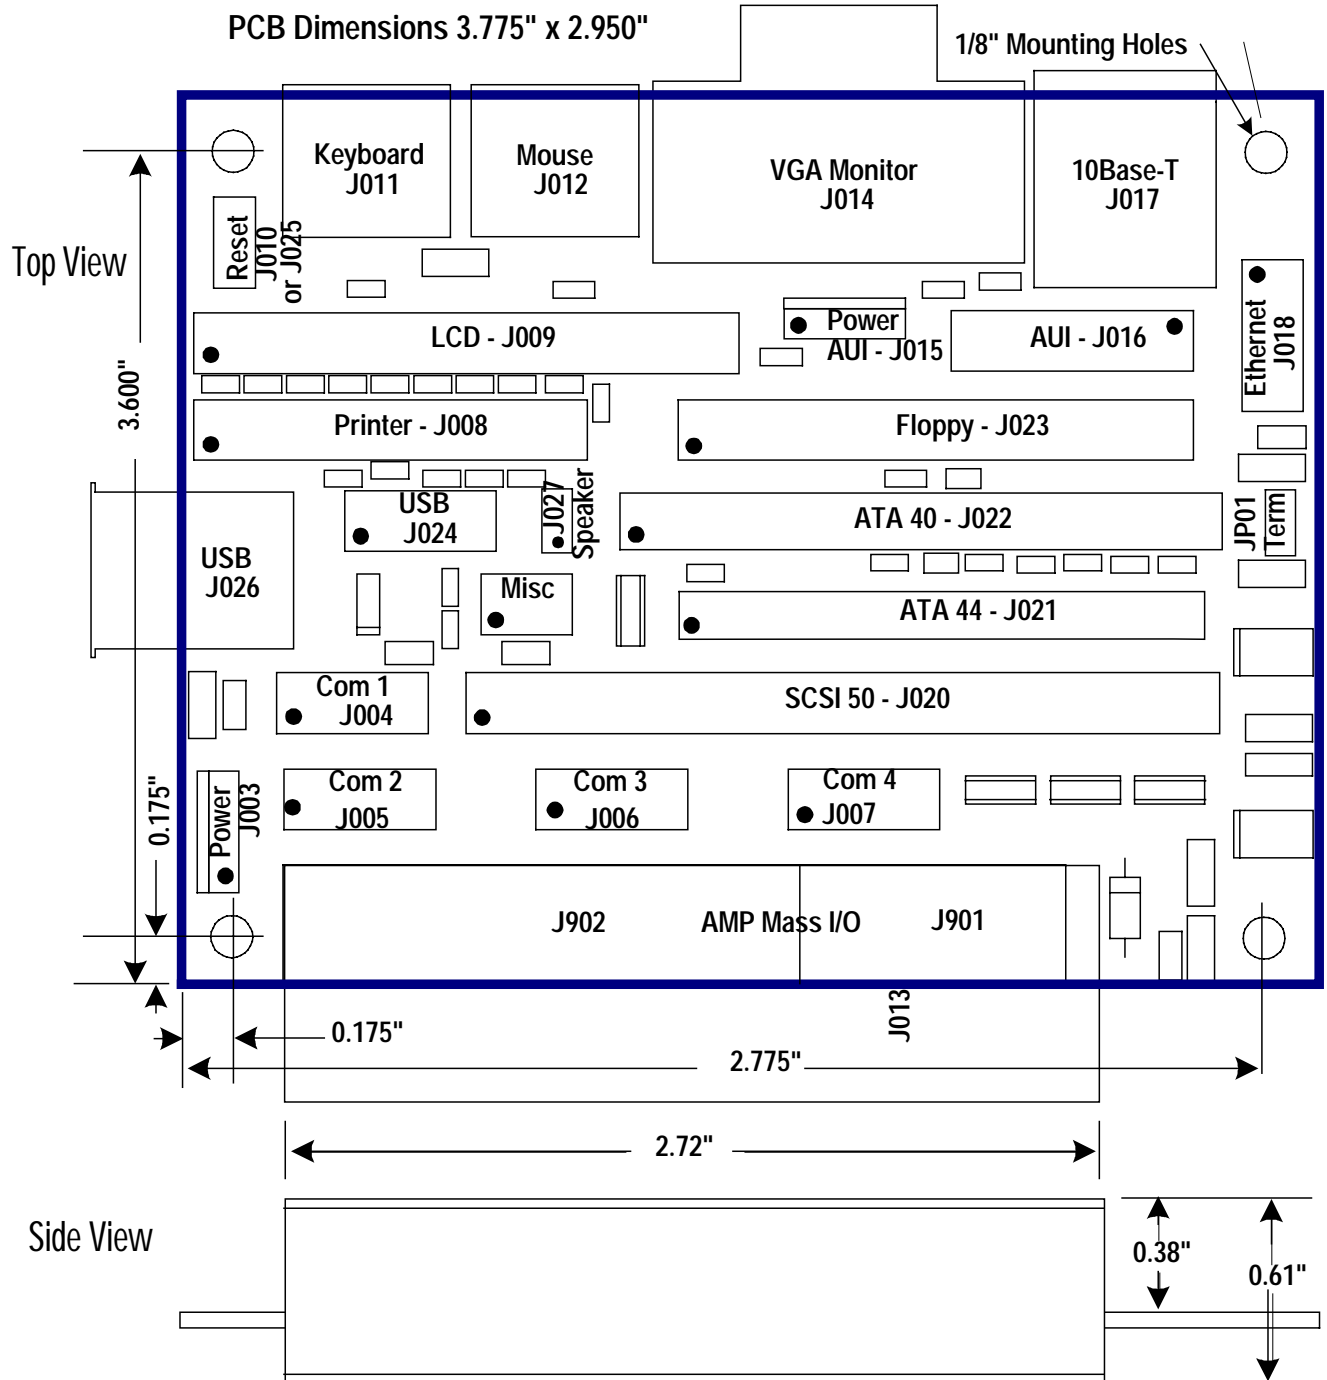 PCB Dimensions 3.775" x 2.950"
1/8" Mounting Holes
Keyboard
J011
Mouse
J012
VGA Monitor
J014
10Base-T
J017
Top View
Reset
J010
or J025
Ethernet
J018
LCD - J009
Power
AUI - J015
AUI - J016
3.600"
Printer - J008
Floppy - J023
USB
J024
J027
Speaker
ATA 40 - J022
JP01
Term
USB
J026
Misc
ATA 44 - J021
Com 1
J004
SCSI 50 - J020
0.175"
Power
J003
Com 2
J005
Com 3
J006
Com 4
J007
J902
AMP Mass I/O
J901
J013
0.175"
2.775"
2.72"
Side View
0.38"
0.61"